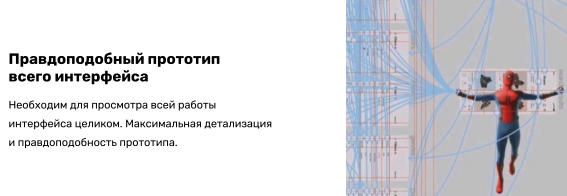 Правдоподобный прототип
всего интерфейса
Необходим для просмотра всей работы
интерфейса целиком. Максимальная детализация
и правдоподобность прототипа.